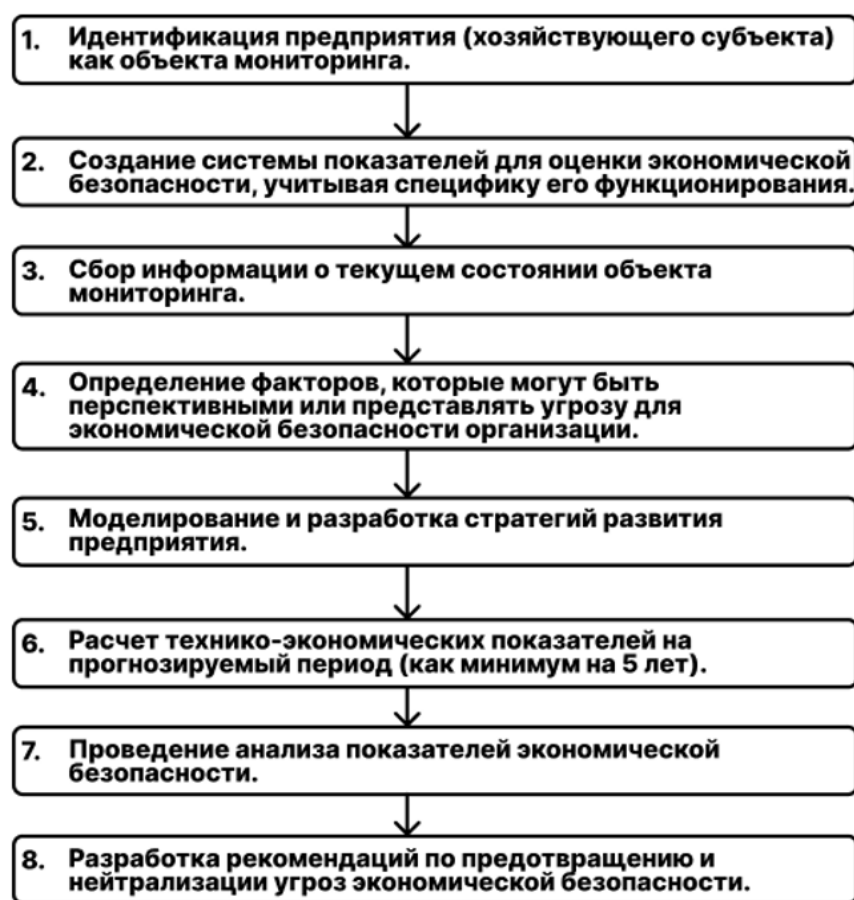 1. Идентификация предприятия (хозяйствующего субъекта)
как объекта мониторинга.
2. Создание системы показателей для оценки экономической
безопасности, учитывая специфику его функционирования.
3. Сбор информации о текущем состоянии объекта
мониторинга.
4. Определение факторов, которые могут быть
перспективными или представлять угрозу для
экономической безопасности организации.
5. Моделирование и разработка стратегий развития
предприятия.
6. Расчет технико-экономических показателей на
прогнозируемый период (как минимум на 5 лет).
7. Проведение анализа показателей экономической
безопасности.
8. Разработка рекомендаций по предотвращению и
нейтрализации угроз экономической безопасности.